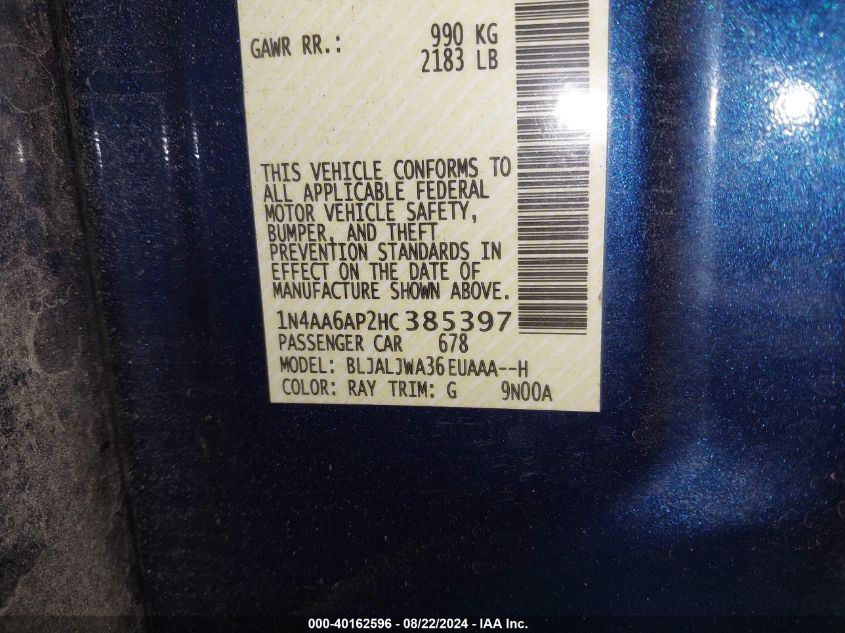 GAWR RR.: 990 KG
2183 LB
THIS VEHICLE CONFORMS TO
ALL APPLICABLE FEDERAL
MOTOR VEHICLE SAFETY,
BUMPER, AND THEFT
PREVENTION STANDARDS IN
EFFECT ON THE DATE OF
MANUFACTURE SHOWN ABOVE.
1N4AA6AP2HC385397
PASSENGER CAR 678
MODEL: BLJALJWA36EUAAA--H
COLOR: RAY TRIM: G 9N00A
000-40162596 - 08/22/2024 - IAA Inc.